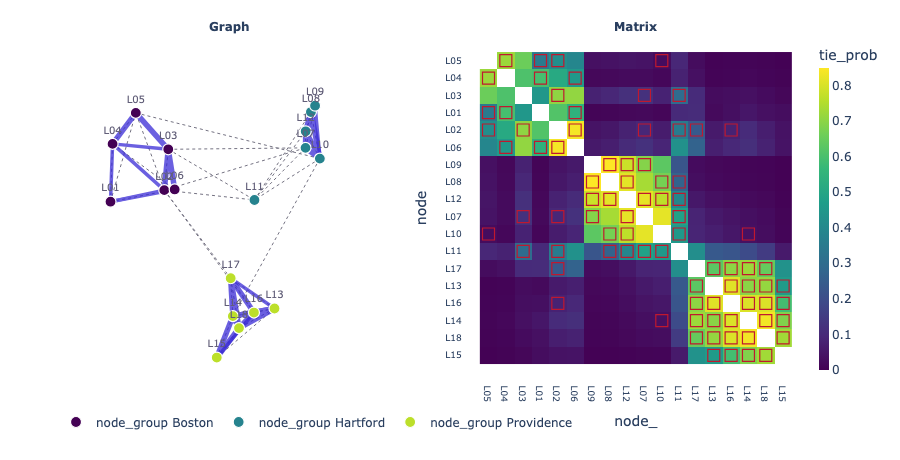 Graph
Matrix
L09
L08
L05
L04
L03
L01
L11
L17
L13
L05
L04
L03
L01
L02
L06
L09
L08
L12
L07
L10
L11
L17
L13
L16
L14
L18
L15
node
L05
L04
L03
L01
L02
L06
L09
L08
L12
L07
L10
L11
L17
L13
L16
L14
L18
L15
node_
tie_prob
0.8
0.7
0.6
0.5
0.4
0.3
0.2
0.1
0
node_group Boston
node_group Hartford
node_group Providence